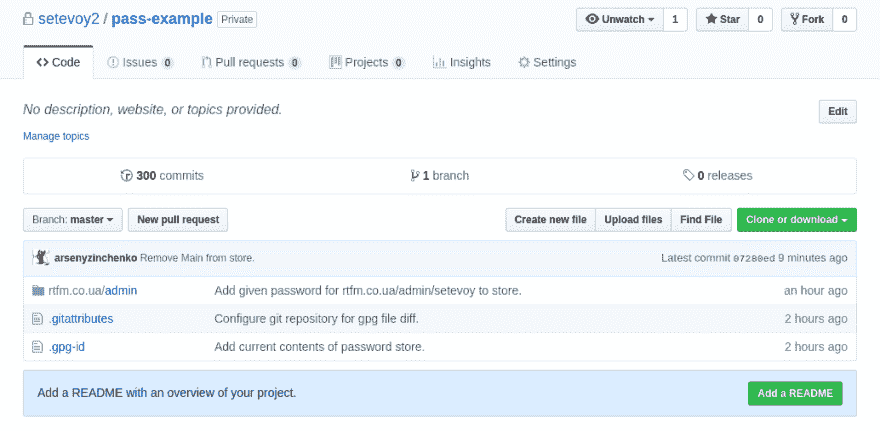 setevoy2 / pass-example Private Unwatch 1 Star 0 Fork 0
Code Issues 0 Pull requests 0 Projects 0 Insights Settings
No description, website, or topics provided. Edit
Manage topics
300 commits 1 branch 0 releases
Branch: master New pull request Create new file Upload files Find File Clone or download
arsenyzinchenko Remove Main from store. Latest commit 07280ed 9 minutes ago
rtfm.co.ua/admin Add given password for rtfm.co.ua/admin/setevoy to store. an hour ago
.gitattributes Configure git repository for gpg file diff. 2 hours ago
.gpg-id Add current contents of password store. 2 hours ago
Add a README with an overview of your project. Add a README